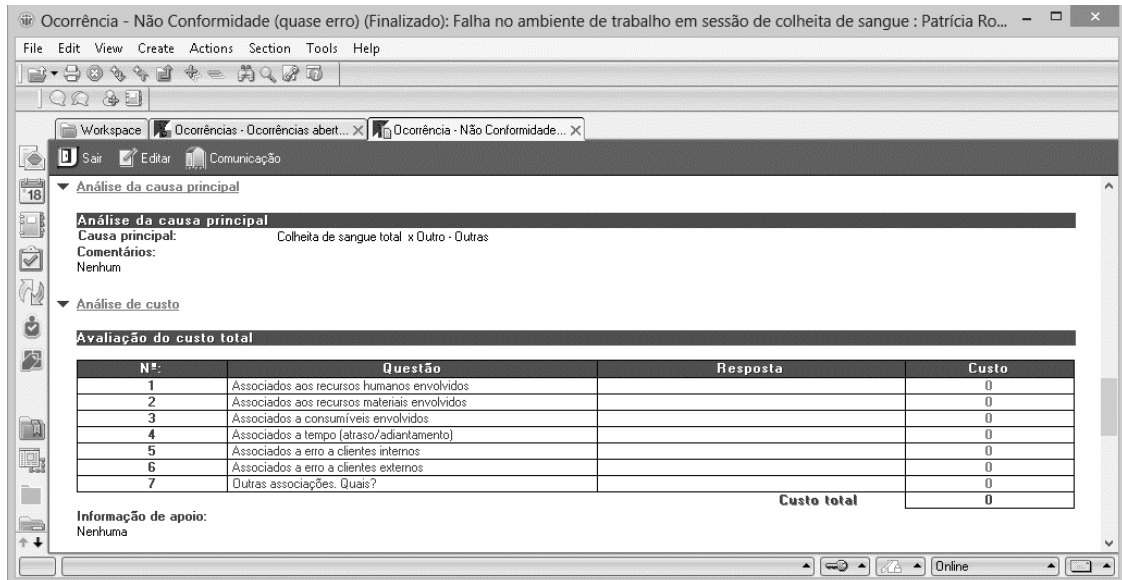 Ocorrência - Não Conformidade (quase erro) (Finalizado): Falha no ambiente de trabalho em sessão de colheita de sangue : Patrícia Ro...
File Edit View Create Actions Section Tools Help
Workspace Ocorrências - Ocorrências abert... Ocorrência - Não Conformidade...
Sair Editar Comunicação
18
Análise da causa principal
Análise da causa principal
Causa principal: Colheita de sangue total x Outro - Outras
Comentários:
Nenhum
Análise de custo
Avaliação do custo total
Nº: Questão Resposta Custo
1 Associados aos recursos humanos envolvidos 0
2 Associados aos recursos materiais envolvidos 0
3 Associados a consumíveis envolvidos 0
4 Associados a tempo (atraso/adiantamento) 0
5 Associados a erro a clientes internos 0
6 Associados a erro a clientes externos 0
7 Outras associações. Quais? 0
Custo total 0
Informação de apoio:
Nenhuma
Online